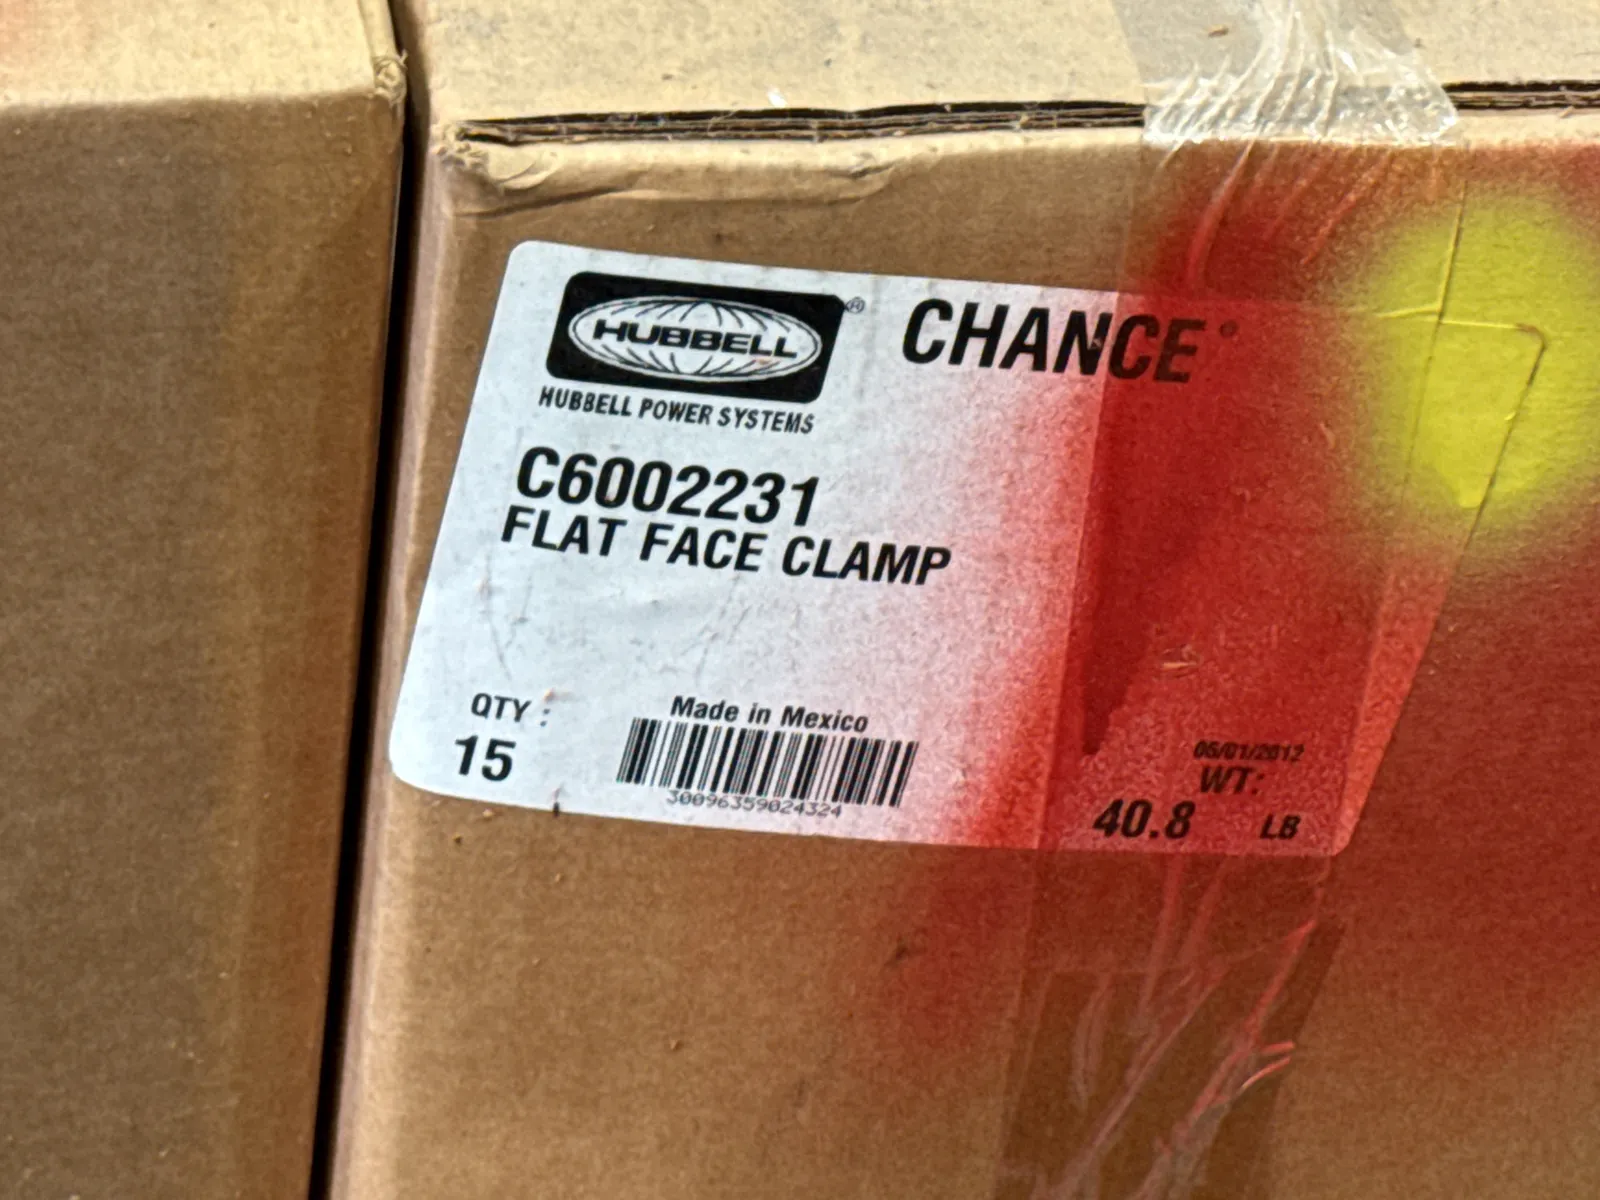 HUBBELL ®
CHANCE ®
HUBBELL POWER SYSTEMS
C6002231
FLAT FACE CLAMP
QTY :
15
Made in Mexico
30096359024324
06/01/2012
WT:
40.8 LB